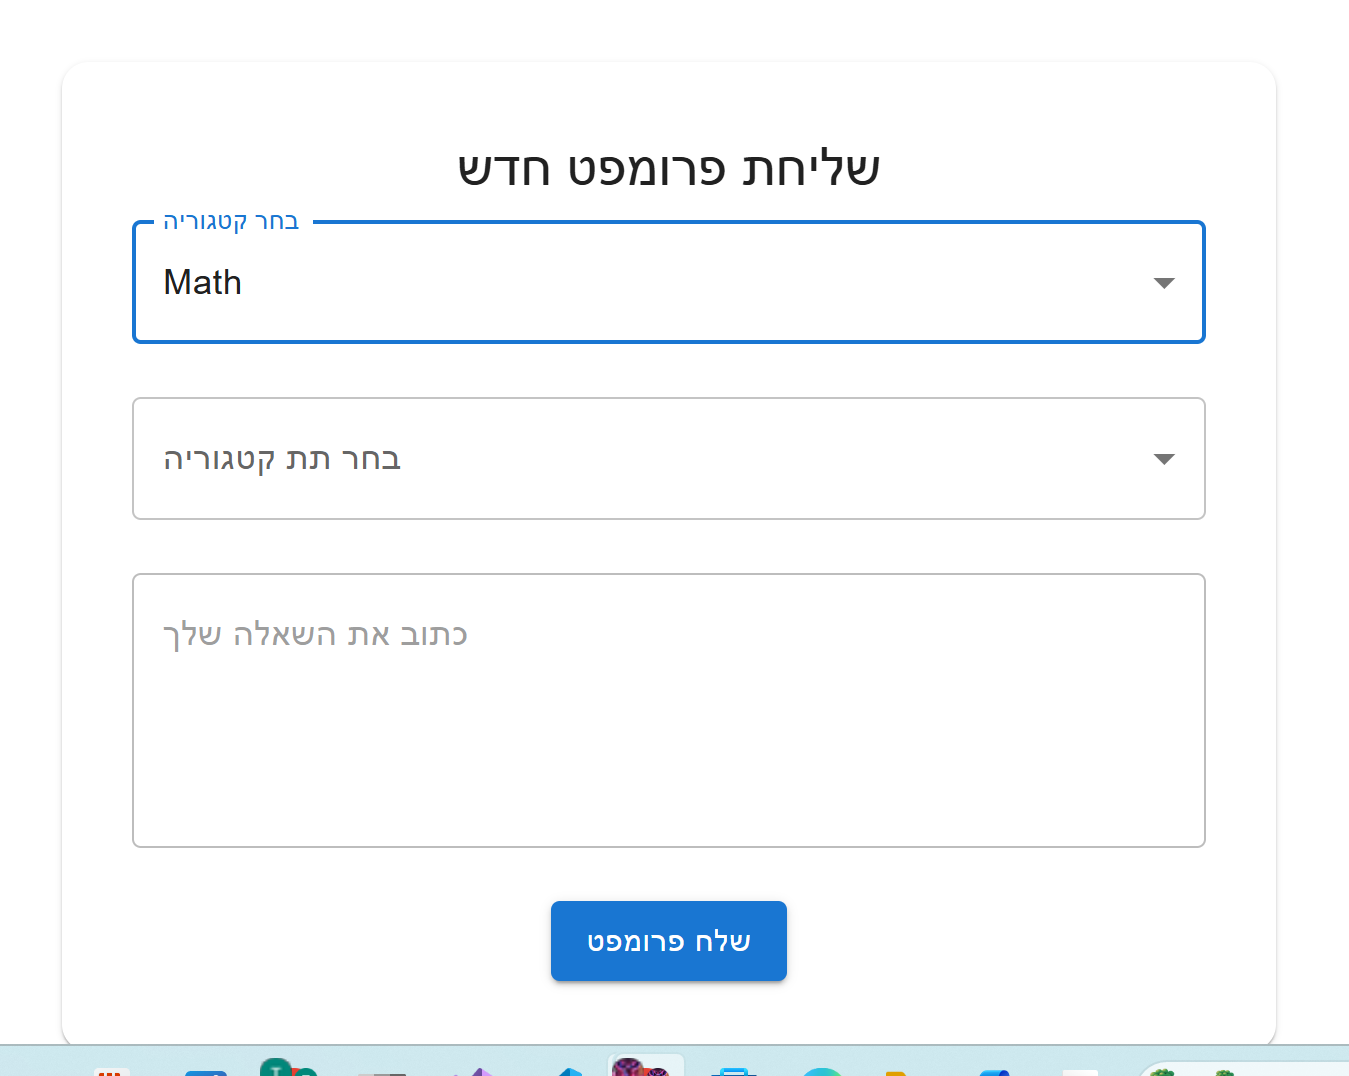 שליחת פרומפט חדש
בחר קטגוריה
Math
בחר תת קטגוריה
כתוב את השאלה שלך
שלח פרומפט